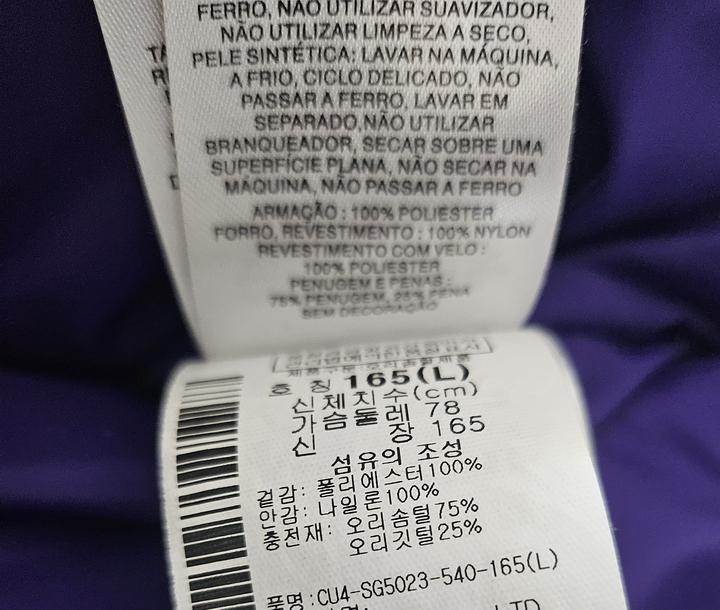 FERRO, NÃO UTILIZAR SUAVIZADOR,
NÃO UTILIZAR LIMPEZA A SECO,
PELE SINTÉTICA: LAVAR NA MÁQUINA,
A FRIO, CICLO DELICADO, NÃO
PASSAR A FERRO, LAVAR EM
SEPARADO,NÃO UTILIZAR
BRANQUEADOR, SECAR SOBRE UMA
SUPERFÍCIE PLANA, NÃO SECAR NA
MÁQUINA, NÃO PASSAR A FERRO
ARMAÇÃO : 100% POLIESTER
FORRO, REVESTIMENTO : 100% NYLON
REVESTIMENTO COM VELO :
100% POLIESTER
PENUGEM E PENAS :
75% PENUGEM, 25% PENA
SEM DECORAÇÃO
호 칭 165(L)
신체치수(cm)
가슴둘레 78
신 장 165
섬유의 조성
겉감: 폴리에스터100%
안감: 나일론100%
충전재: 오리솜털75%
오리깃털25%
품명:CU4-SG5023-540-165(L)
LTD